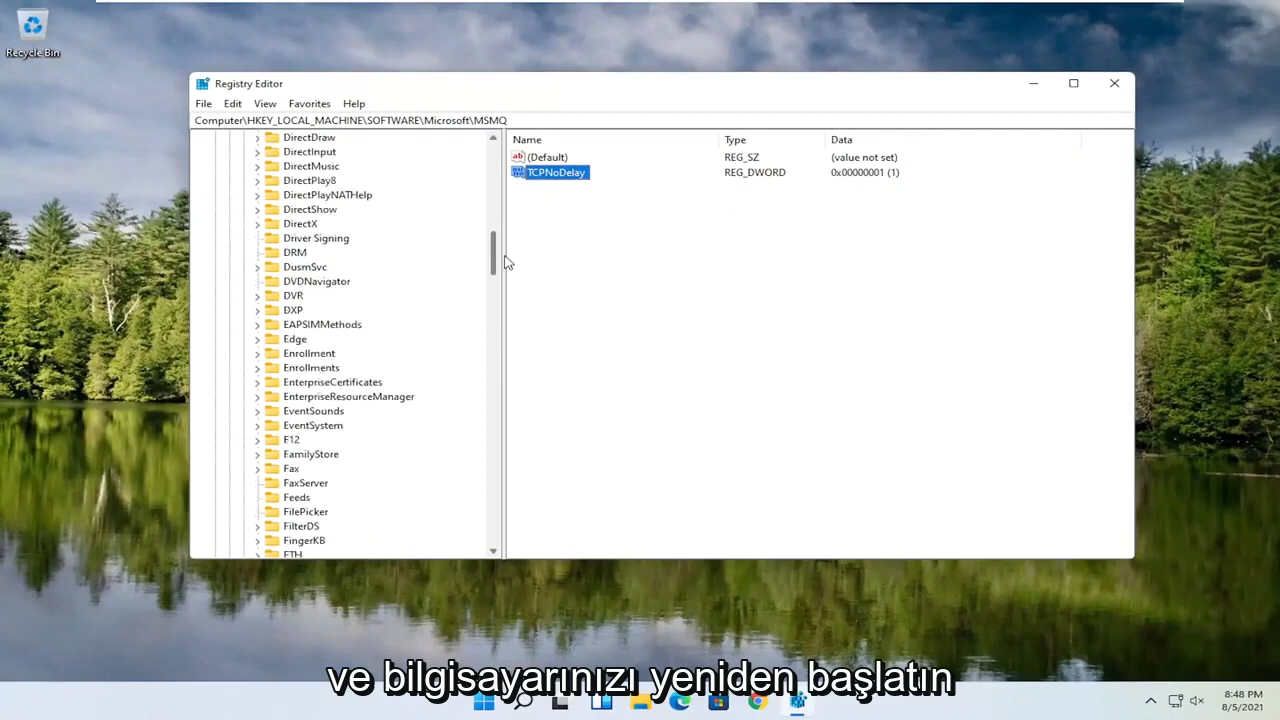 Recycle Bin
Registry Editor
File Edit View Favorites Help
Computer\HKEY_LOCAL_MACHINE\SOFTWARE\Microsoft\MSMQ
DirectDraw
DirectInput
DirectMusic
DirectPlay8
DirectPlayNATHelp
DirectShow
DirectX
Driver Signing
DRM
DusmSvc
DVDNavigator
DVR
DXP
EAPSIMMethods
Edge
Enrollment
Enrollments
EnterpriseCertificates
EnterpriseResourceManager
EventSounds
EventSystem
F12
FamilyStore
Fax
FaxServer
Feeds
FilePicker
FilterDS
FingerKB
FTH
Name Type Data
(Default) REG_SZ (value not set)
TCPNoDelay REG_DWORD 0x00000001 (1)
ve bilgisayarınızı yeniden başlatın
8:48 PM
8/5/2021